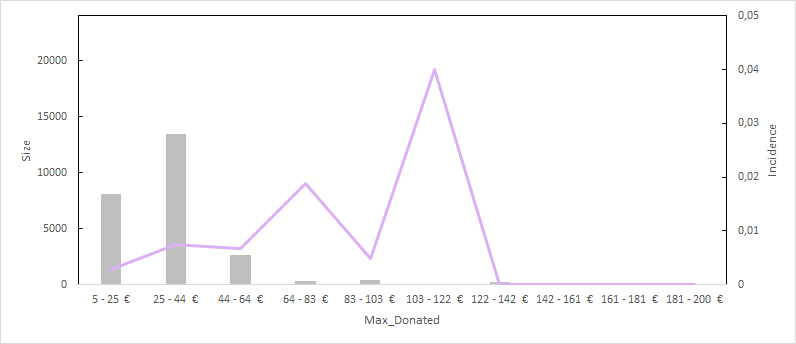 0,05
20000
0,04
15000
0,03
Size
Incidence
10000
0,02
5000
0,01
0
0
5 - 25 € 25 - 44 € 44 - 64 € 64 - 83 € 83 - 103 € 103 - 122 € 122 - 142 € 142 - 161 € 161 - 181 € 181 - 200 €
Max_Donated